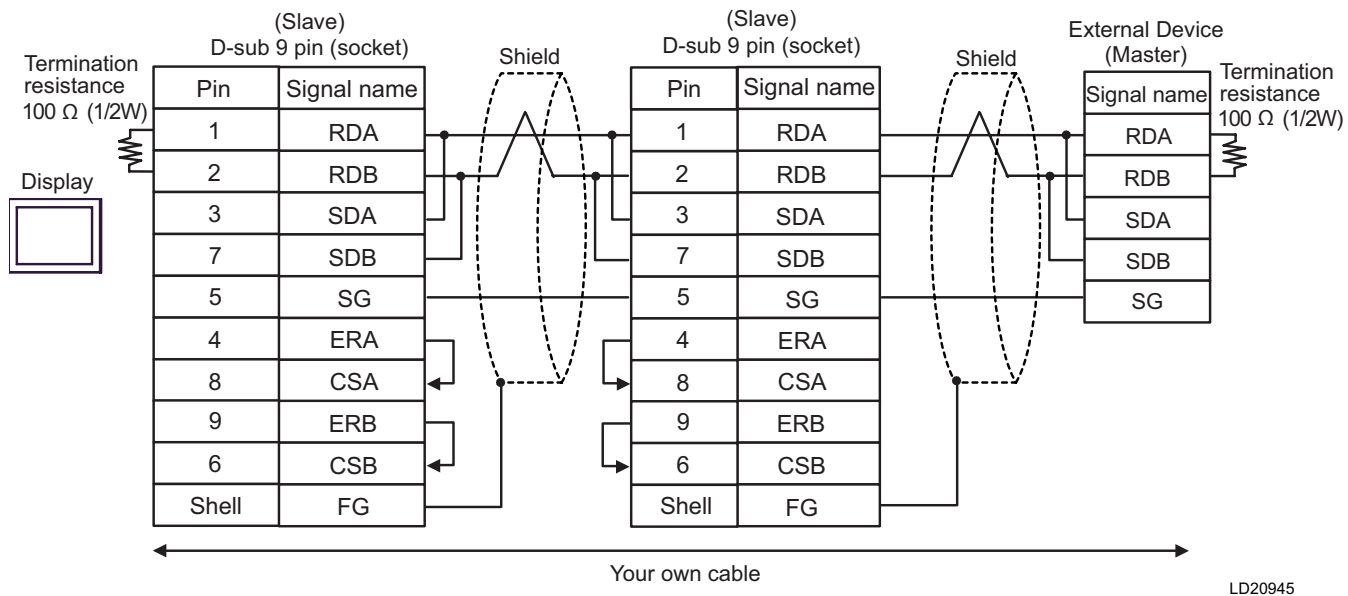 (Slave)
D-sub 9 pin (socket)
Termination
resistance
100 Ω (1/2W)
Display
Pin Signal name
1 RDA
2 RDB
3 SDA
7 SDB
5 SG
4 ERA
8 CSA
9 ERB
6 CSB
Shell FG
Shield
(Slave)
D-sub 9 pin (socket)
Pin Signal name
1 RDA
2 RDB
3 SDA
7 SDB
5 SG
4 ERA
8 CSA
9 ERB
6 CSB
Shell FG
Shield
External Device
(Master)
Signal name
RDA
RDB
SDA
SDB
SG
Termination
resistance
100 Ω (1/2W)
Your own cable
LD20945